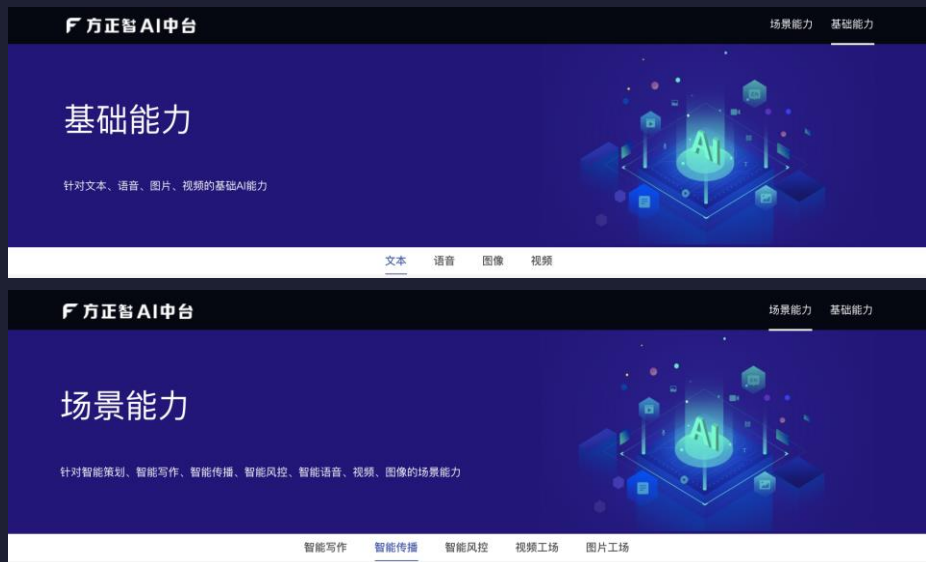 方正智AI中台
场景能力 基础能力
基础能力
针对文本、语音、图片、视频的基础AI能力
AI
文本 语音 图像 视频
方正智AI中台
场景能力 基础能力
场景能力
针对智能策划、智能写作、智能传播、智能风控、智能语音、视频、图像的场景能力
AI
智能写作 智能传播 智能风控 视频工场 图片工场